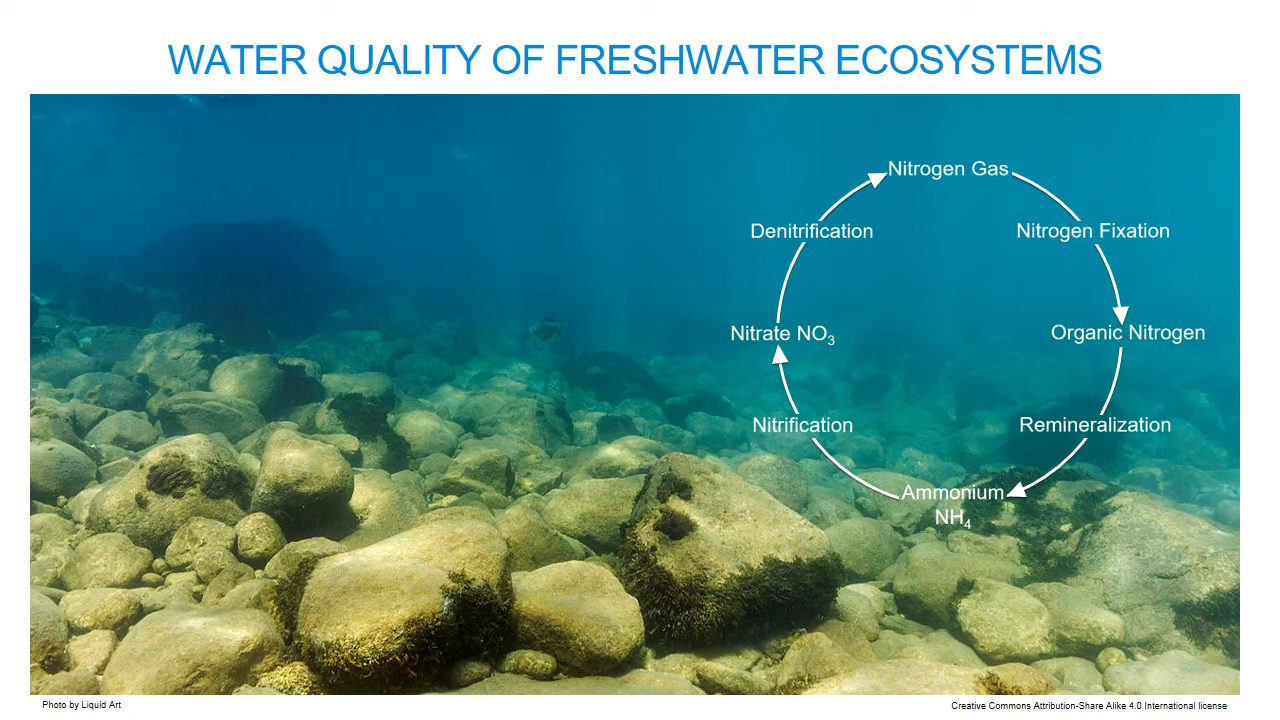 WATER QUALITY OF FRESHWATER ECOSYSTEMS
Nitrogen Gas
Denitrification
Nitrogen Fixation
Nitrate NO₃
Organic Nitrogen
Nitrification
Remineralization
Ammonium
NH₄
Photo by Liquid Art
Creative Commons Attribution-Share Alike 4.0 International license